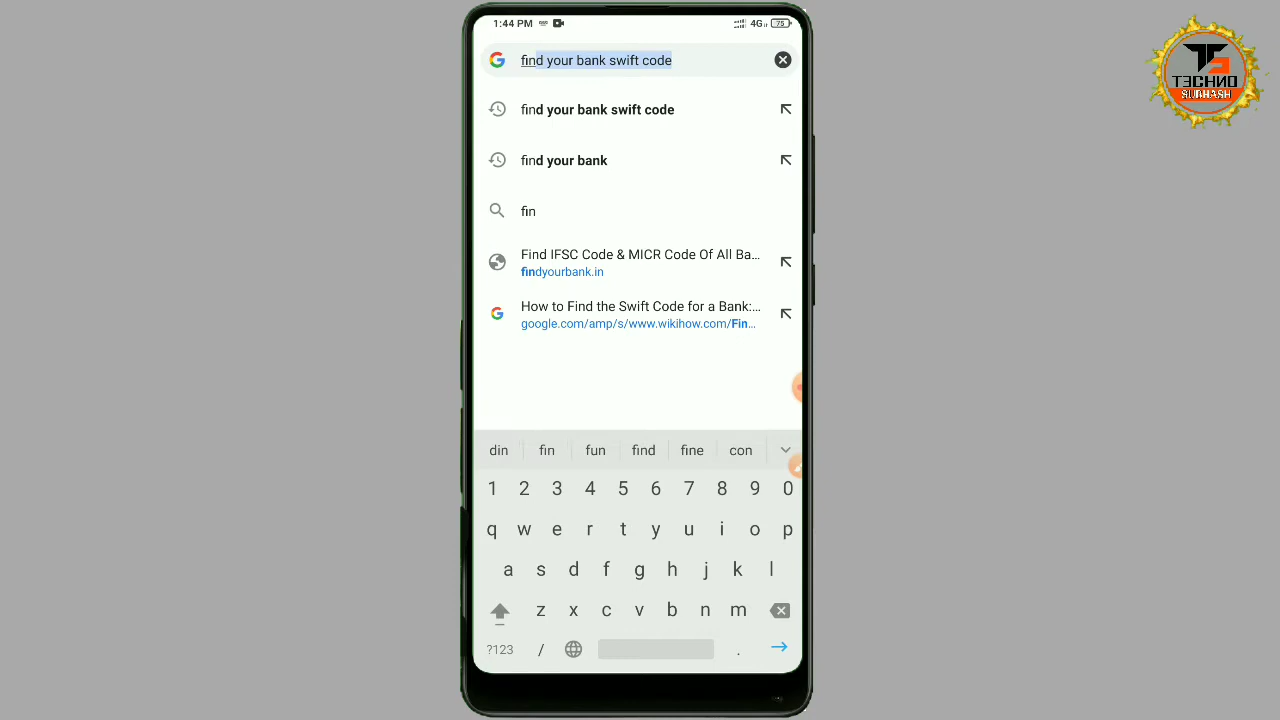 1:44 PM
4G
75
find your bank swift code
find your bank swift code
find your bank
fin
Find IFSC Code & MICR Code Of All Ba...
findyourbank.in
How to Find the Swift Code for a Bank:...
google.com/amp/s/www.wikihow.com/Fin...
din fin fun find fine con
1 2 3 4 5 6 7 8 9 0
q w e r t y u i o p
a s d f g h j k l
z x c v b n m
?123 / .
TECHNO
SUBHASH